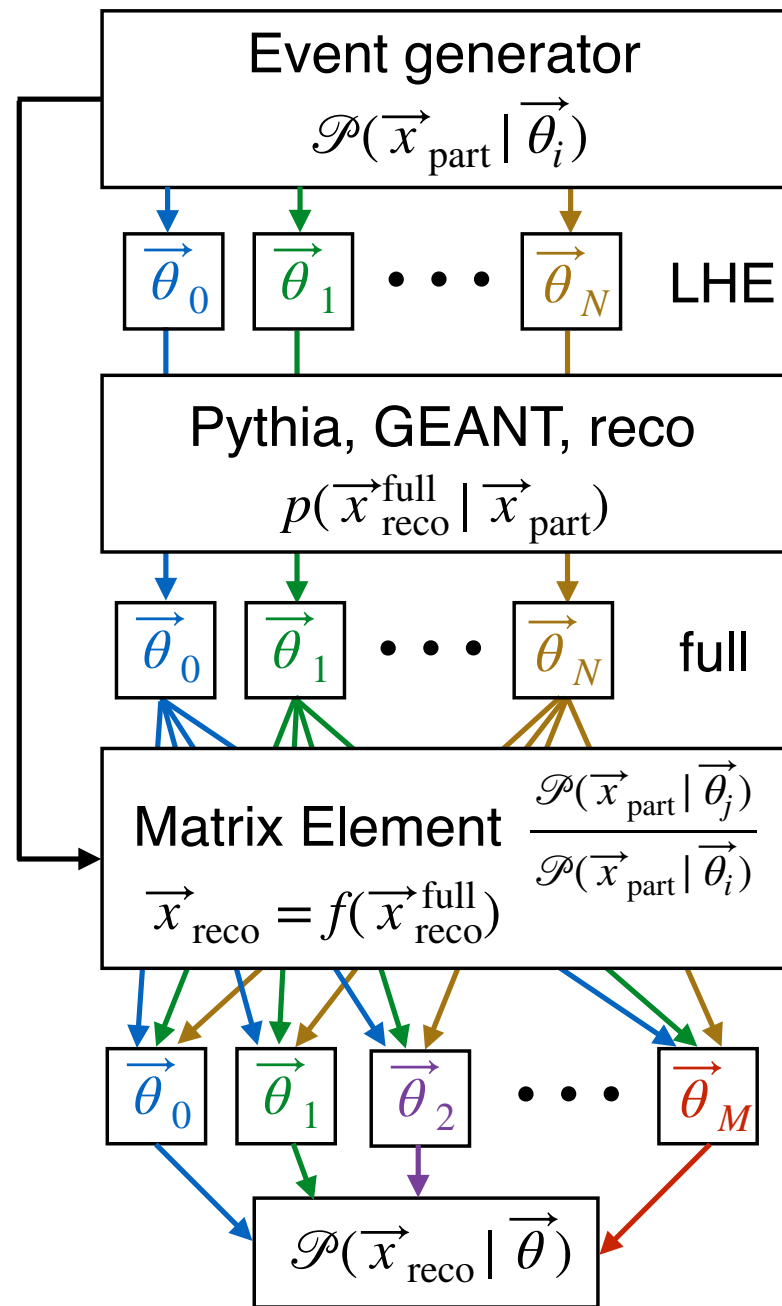 Event generator
𝒫(x⃗_part | θ⃗_i)
θ⃗_0 θ⃗_1 • • • θ⃗_N LHE
Pythia, GEANT, reco
p(x⃗_reco^full | x⃗_part)
θ⃗_0 θ⃗_1 • • • θ⃗_N full
𝒫(x⃗_part | θ⃗_j)
Matrix Element
𝒫(x⃗_part | θ⃗_i)
x⃗_reco = f(x⃗_reco^full)
θ⃗_0 θ⃗_1 θ⃗_2 • • • θ⃗_M
𝒫(x⃗_reco | θ⃗)